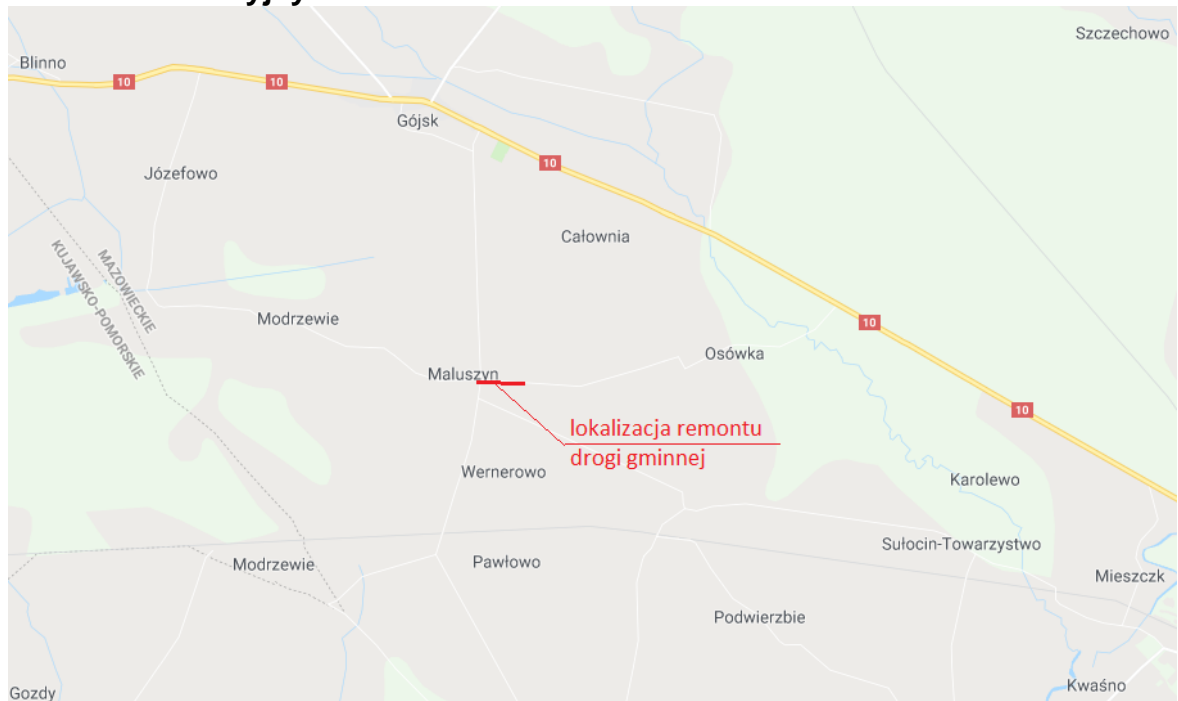 Szczechowo
Blinno
10
10
Gójsk
10
Józefowo
Całownia
MAZOWIECKIE
KUJAWSKO-POMORSKIE
Modrzewie
10
Osówka
Maluszyn
10
lokalizacja remontu
drogi gminnej
Wernerowo
Karolewo
Sułocin-Towarzystwo
Modrzewie
Pawłowo
Mieszczk
Podwierzbie
Kwaśno
Gozdy